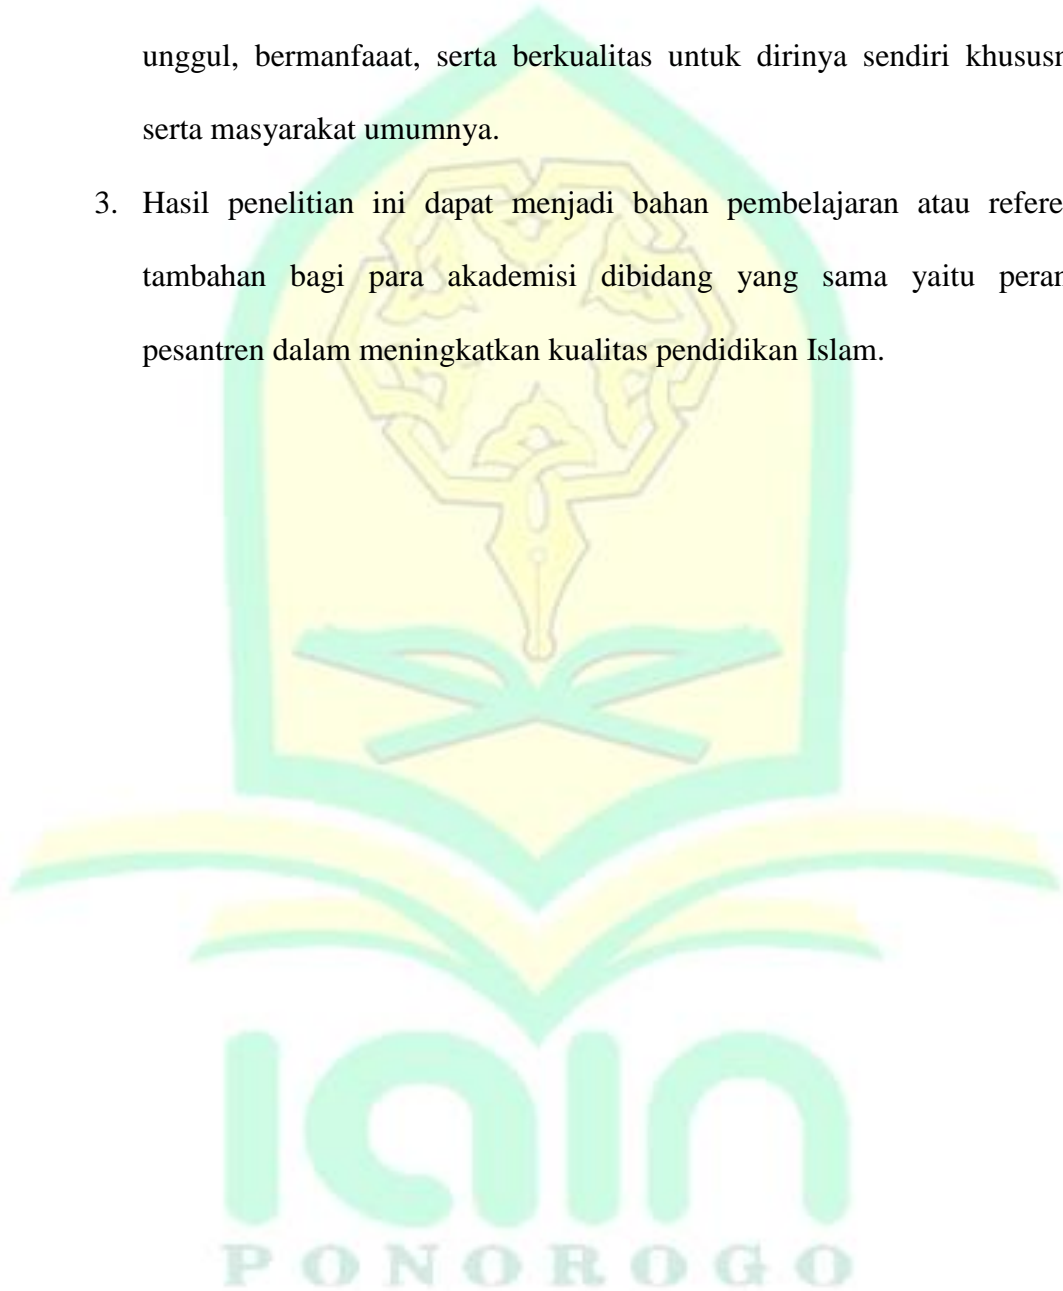 unggul, bermanfaaat, serta berkualitas untuk dirinya sendiri khususn
serta masyarakat umumnya.
3. Hasil penelitian ini dapat menjadi bahan pembelajaran atau refere
tambahan bagi para akademisi dibidang yang sama yaitu peran
pesantren dalam meningkatkan kualitas pendidikan Islam.
iain
PONOROGO